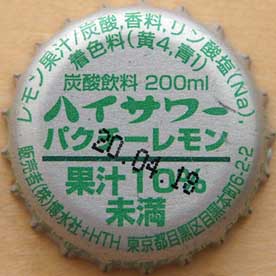 レモン果汁/炭酸,香料,リン酸塩(Na),
着色料(黄4,青1)
炭酸飲料 200ml
ハイサワー
パクチーレモン
20.04.18
果汁10%
未満
販売者(株)博水社+HTH 東京都目黒区目黒本町6-2-2